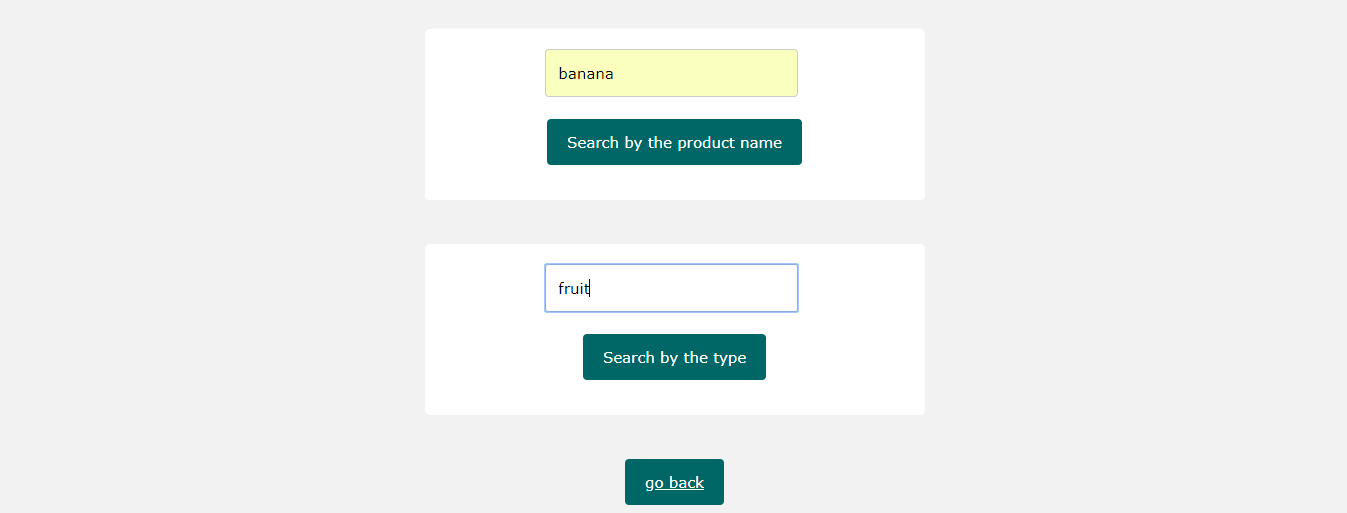 banana
Search by the product name
fruit
Search by the type
go back